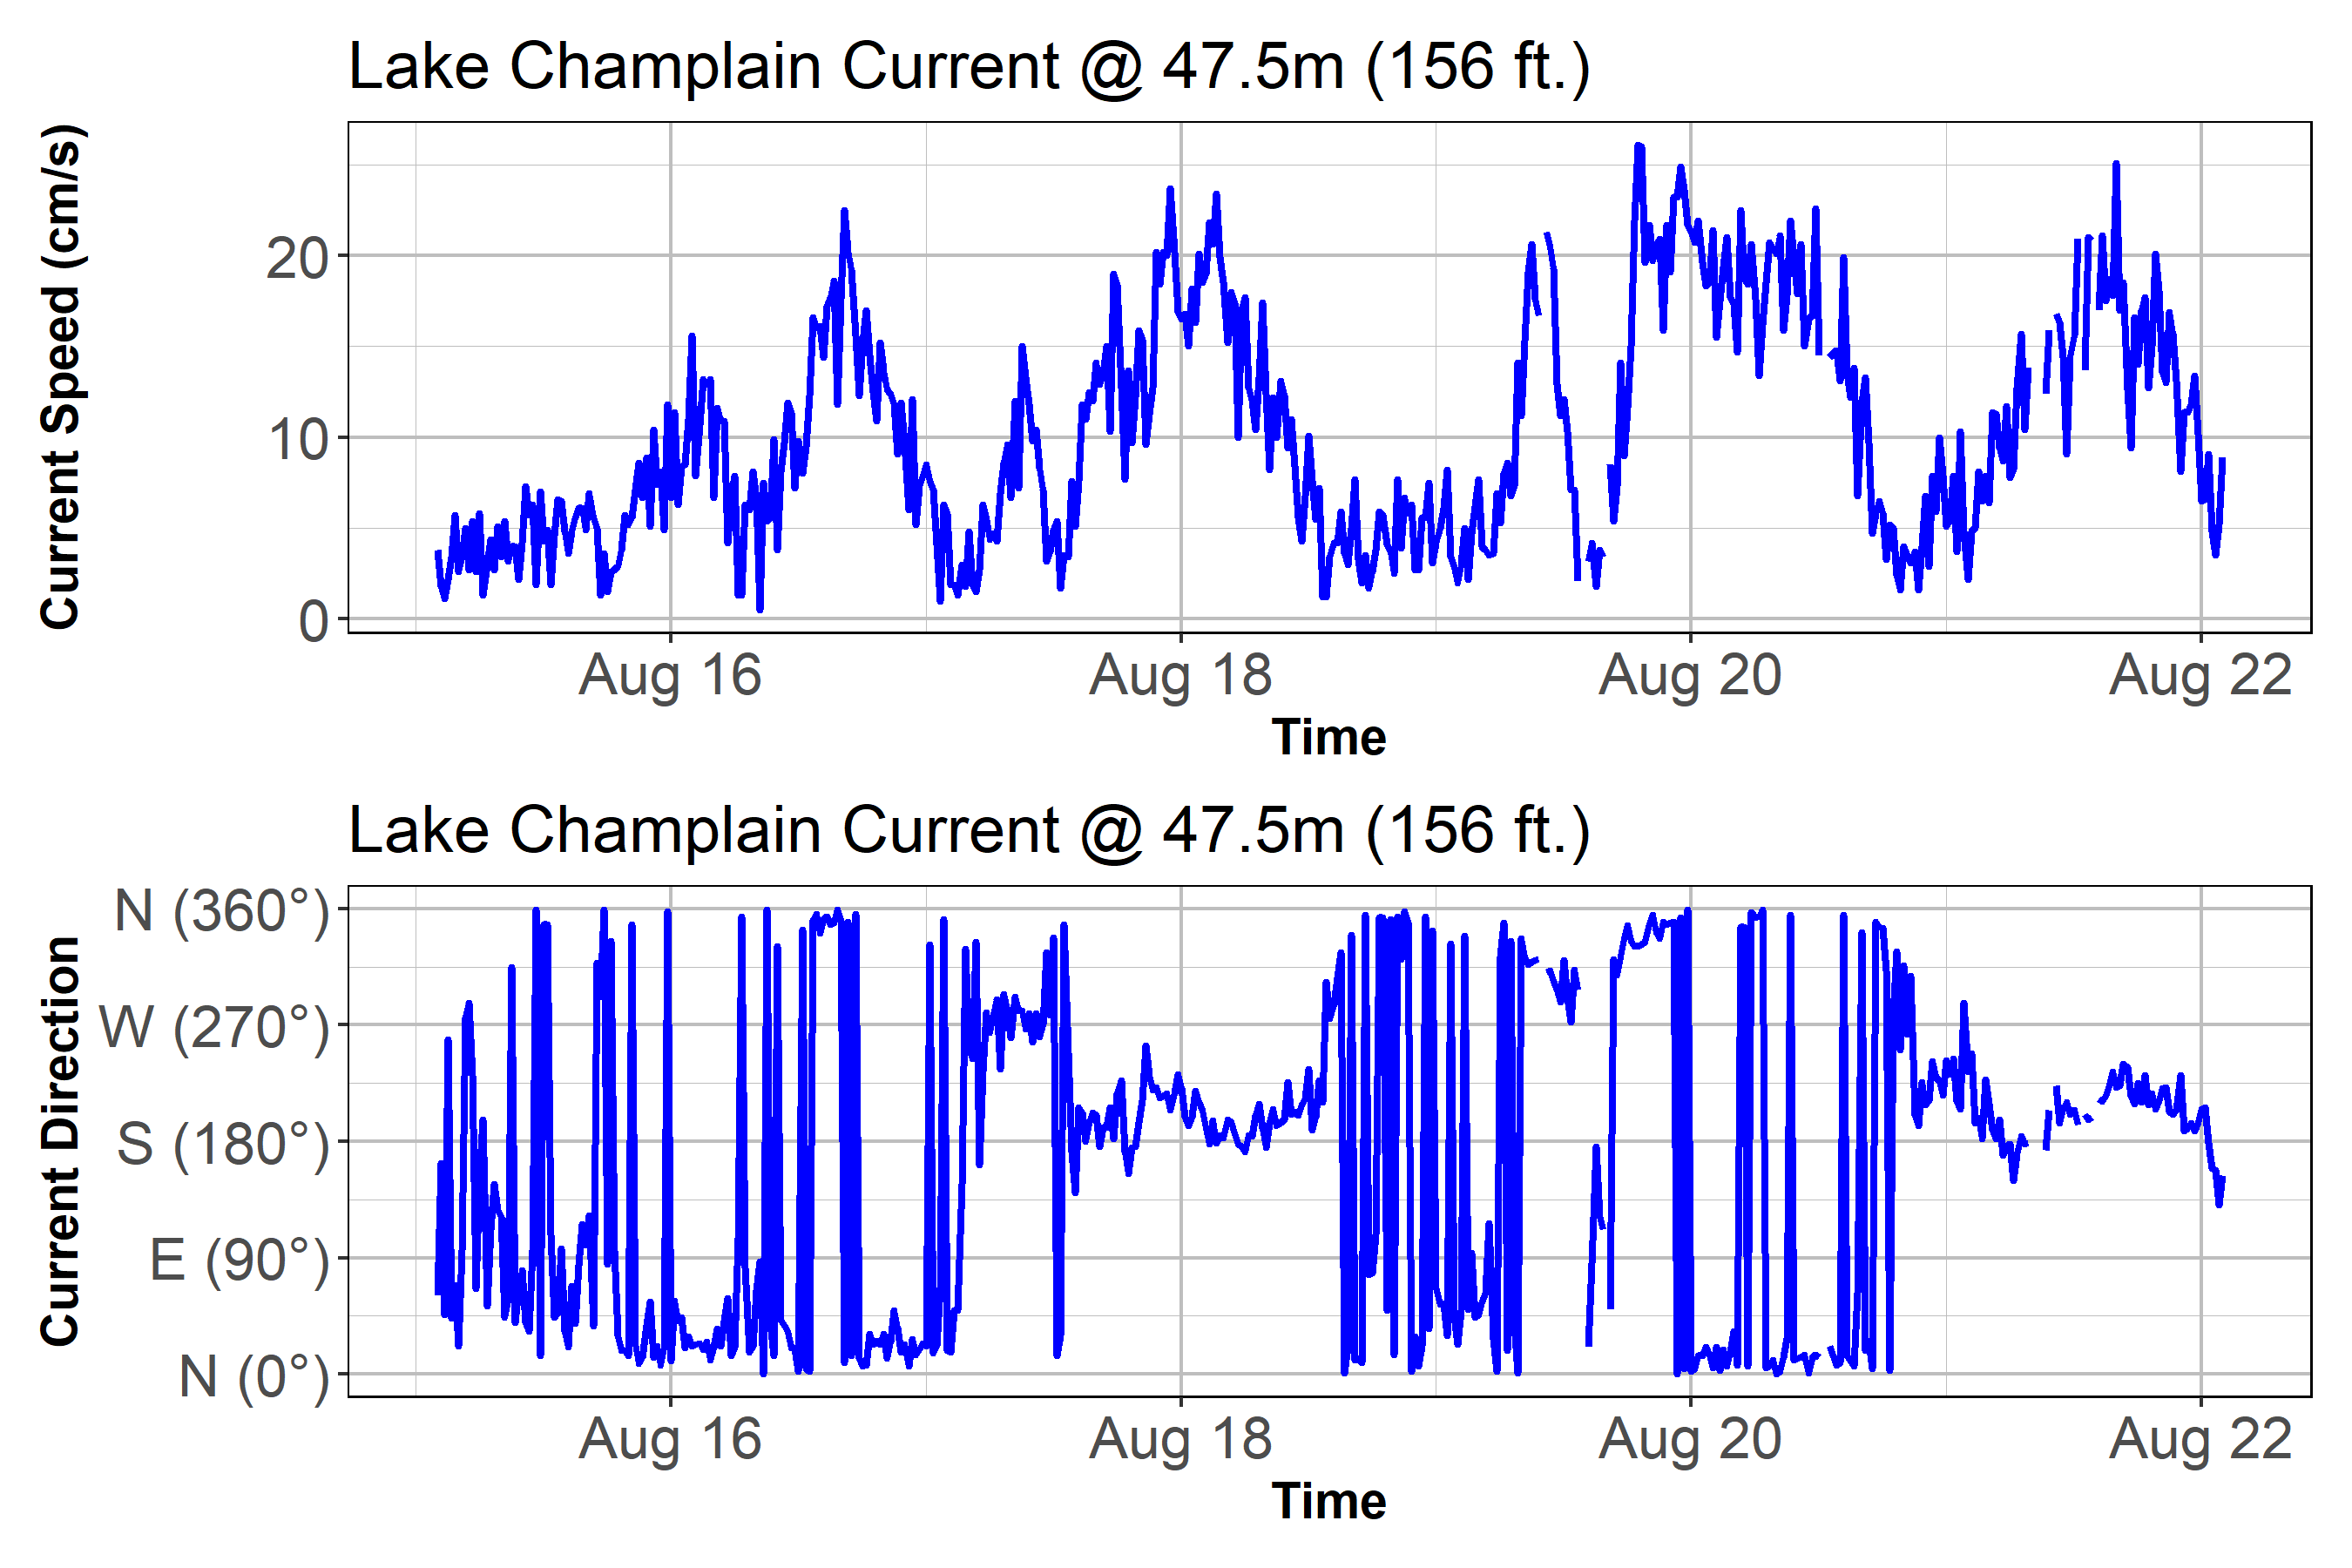 Lake Champlain Current @ 47.5m (156 ft.)
Current Speed (cm/s)
20
10
0
Aug 16 Aug 18 Aug 20 Aug 22
Time
Lake Champlain Current @ 47.5m (156 ft.)
Current Direction
N (360°)
W (270°)
S (180°)
E (90°)
N (0°)
Aug 16 Aug 18 Aug 20 Aug 22
Time